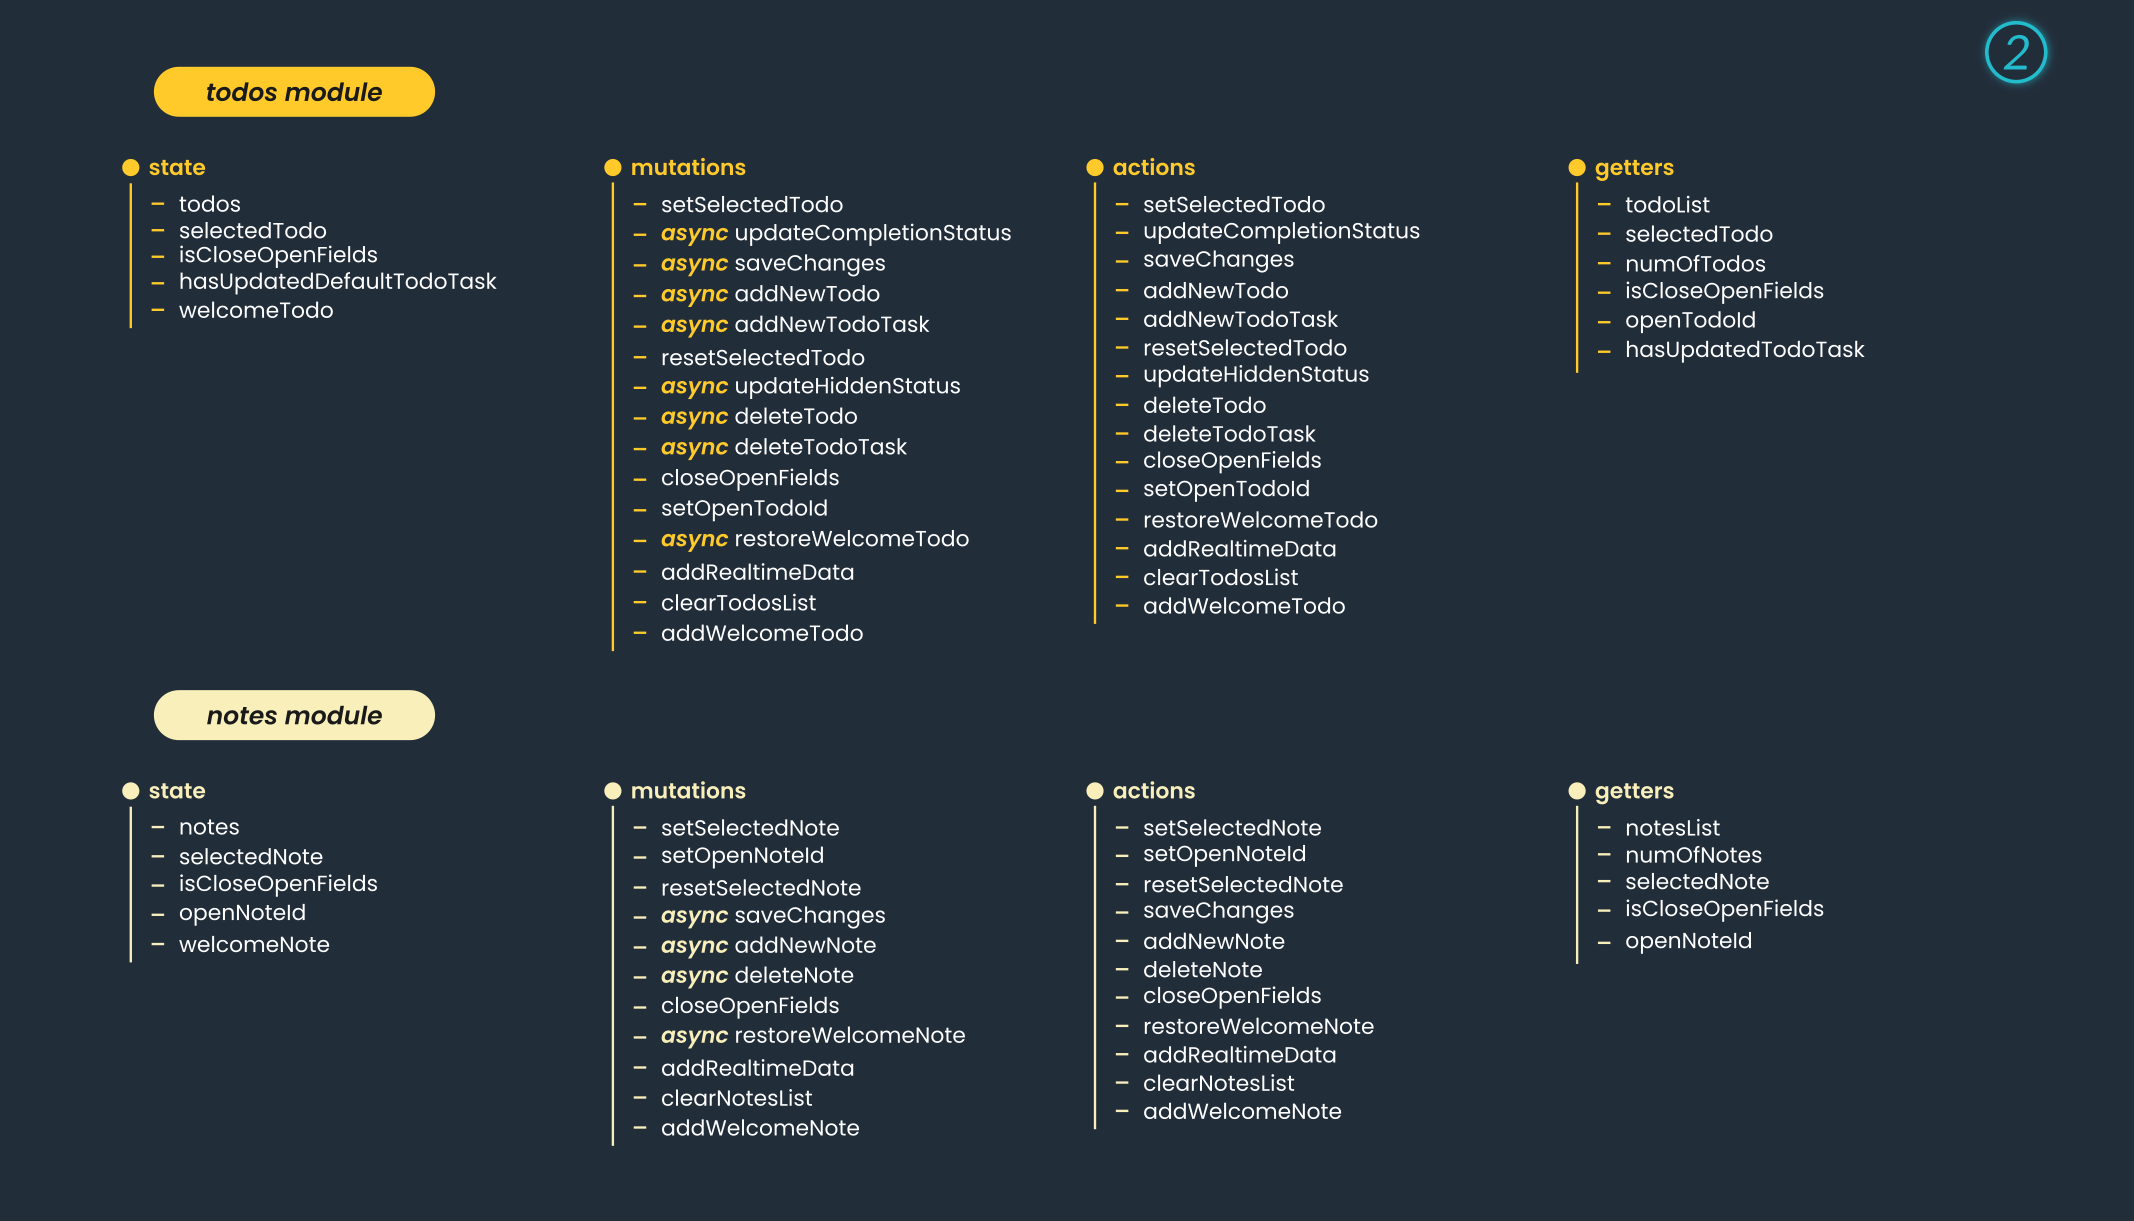 2
todos module
state
– todos
– selectedTodo
– isCloseOpenFields
– hasUpdatedDefaultTodoTask
– welcomeTodo
mutations
– setSelectedTodo
– async updateCompletionStatus
– async saveChanges
– async addNewTodo
– async addNewTodoTask
– resetSelectedTodo
– async updateHiddenStatus
– async deleteTodo
– async deleteTodoTask
– closeOpenFields
– setOpenTodoId
– async restoreWelcomeTodo
– addRealtimeData
– clearTodosList
– addWelcomeTodo
actions
– setSelectedTodo
– updateCompletionStatus
– saveChanges
– addNewTodo
– addNewTodoTask
– resetSelectedTodo
– updateHiddenStatus
– deleteTodo
– deleteTodoTask
– closeOpenFields
– setOpenTodoId
– restoreWelcomeTodo
– addRealtimeData
– clearTodosList
– addWelcomeTodo
getters
– todoList
– selectedTodo
– numOfTodos
– isCloseOpenFields
– openTodoId
– hasUpdatedTodoTask
notes module
state
– notes
– selectedNote
– isCloseOpenFields
– openNoteId
– welcomeNote
mutations
– setSelectedNote
– setOpenNoteId
– resetSelectedNote
– async saveChanges
– async addNewNote
– async deleteNote
– closeOpenFields
– async restoreWelcomeNote
– addRealtimeData
– clearNotesList
– addWelcomeNote
actions
– setSelectedNote
– setOpenNoteId
– resetSelectedNote
– saveChanges
– addNewNote
– deleteNote
– closeOpenFields
– restoreWelcomeNote
– addRealtimeData
– clearNotesList
– addWelcomeNote
getters
– notesList
– numOfNotes
– selectedNote
– isCloseOpenFields
– openNoteId